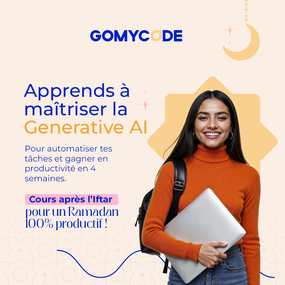 GOMYCODE
Apprends à
maîtriser la
Generative AI
Pour automatiser tes
tâches et gagner en
productivité en 4
semaines.
Cours après l'Iftar
pour un Ramadan
100% productif !
GOMYCODE